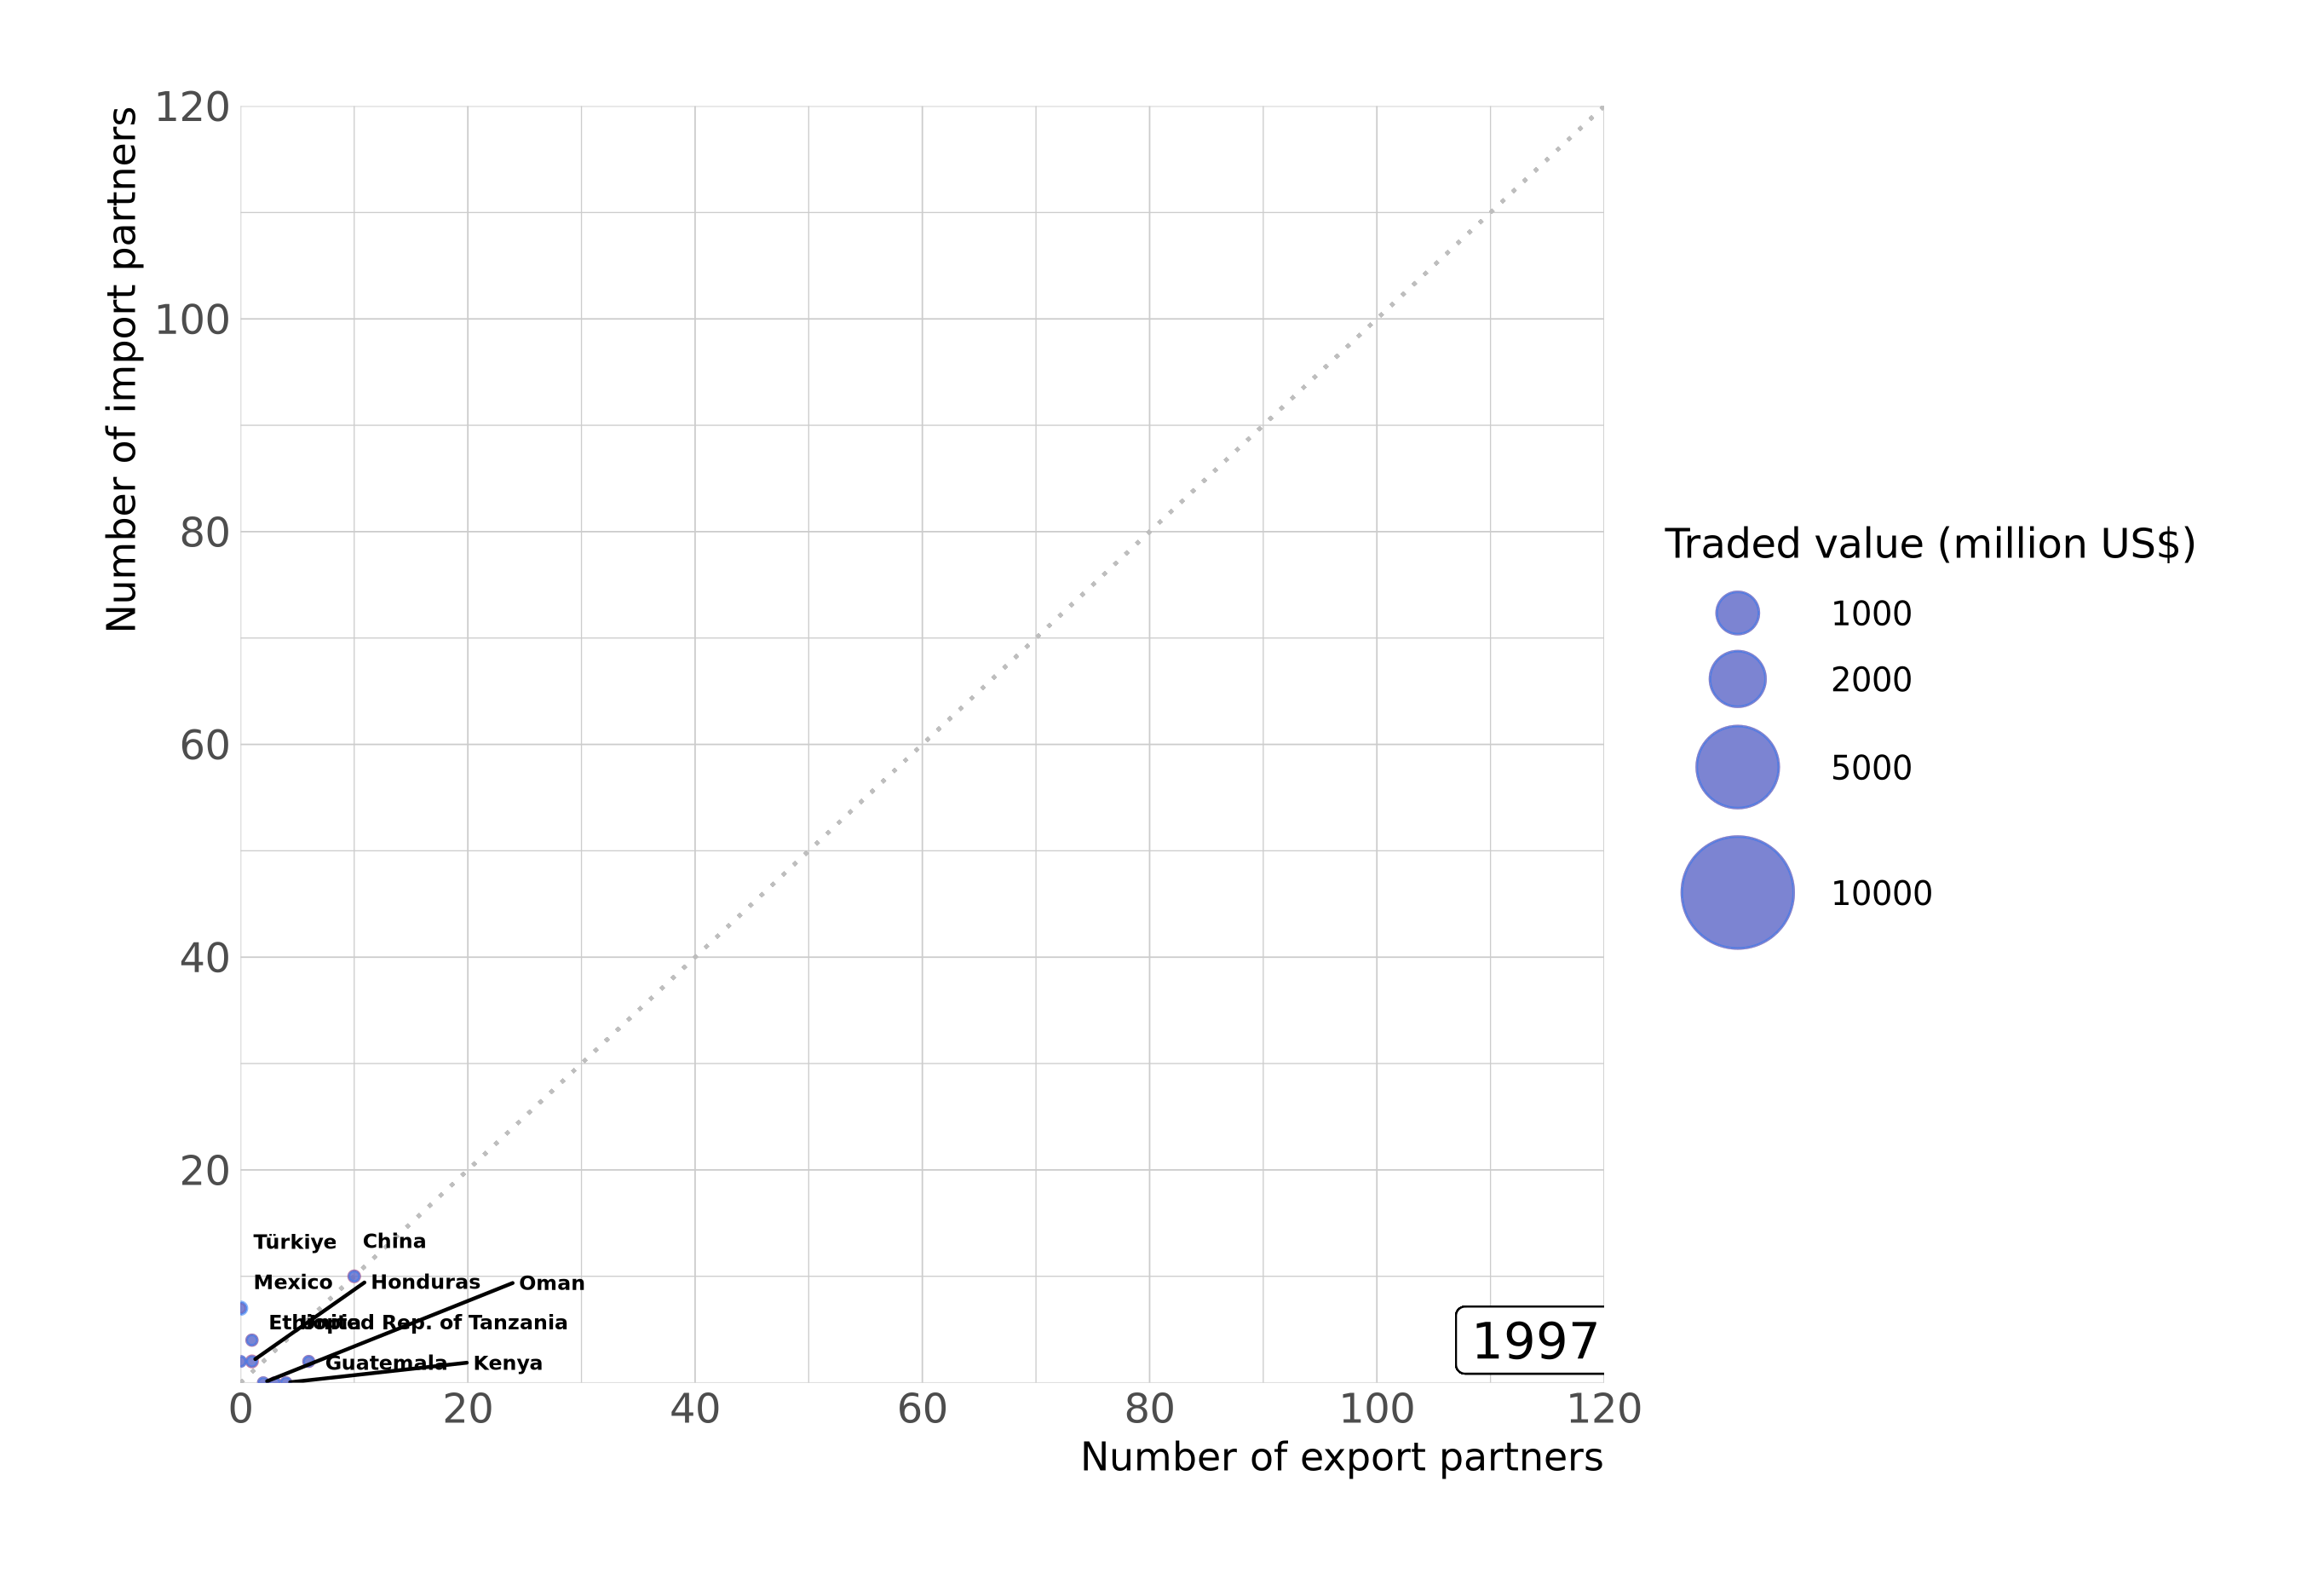 Number of import partners
120
100
80
60
40
20
Türkiye
China
Mexico
Honduras
Oman
Ethiopia
United Rep. of Tanzania
Guatemala
Kenya
1997
0
20
40
60
80
100
120
Number of export partners
Traded value (million US$)
1000
2000
5000
10000